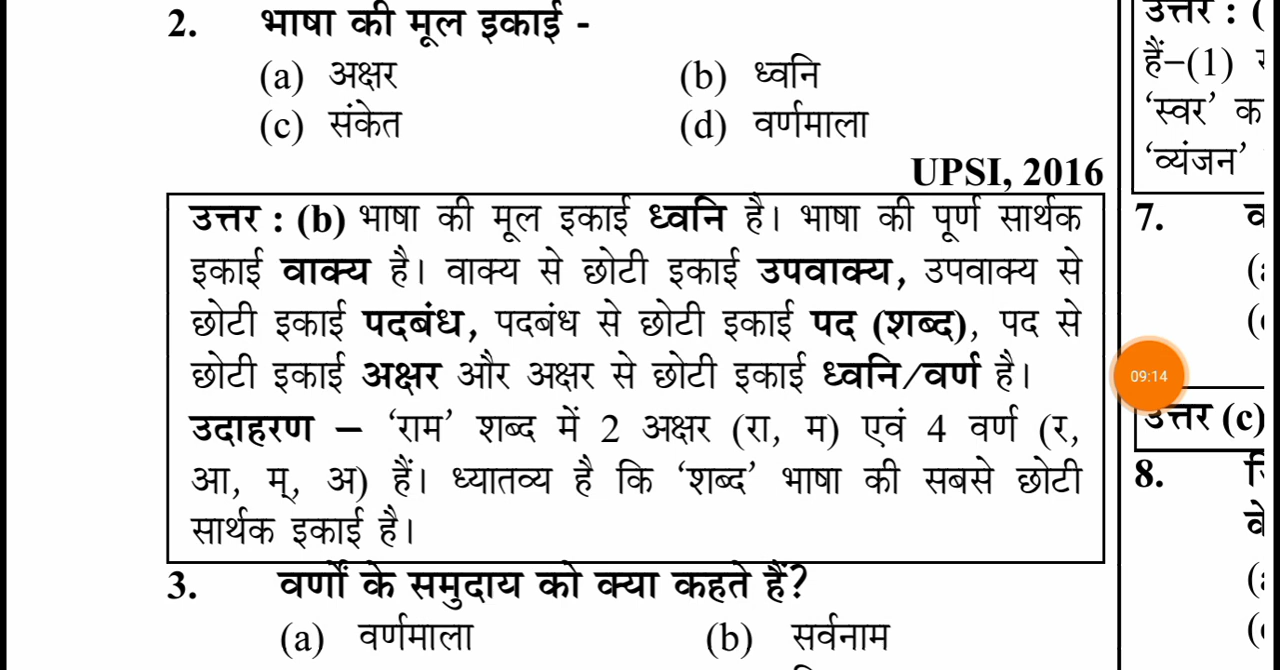 2. भाषा की मूल इकाई -
(a) अक्षर (b) ध्वनि
(c) संकेत (d) वर्णमाला
UPSI, 2016
उत्तर : (b) भाषा की मूल इकाई ध्वनि है। भाषा की पूर्ण सार्थक
इकाई वाक्य है। वाक्य से छोटी इकाई उपवाक्य, उपवाक्य से
छोटी इकाई पदबंध, पदबंध से छोटी इकाई पद (शब्द), पद से
छोटी इकाई अक्षर और अक्षर से छोटी इकाई ध्वनि/वर्ण है।
उदाहरण – ‘राम’ शब्द में 2 अक्षर (रा, म) एवं 4 वर्ण (र,
आ, म्, अ) हैं। ध्यातव्य है कि ‘शब्द’ भाषा की सबसे छोटी
सार्थक इकाई है।
3. वर्णों के समुदाय को क्या कहते हैं?
(a) वर्णमाला (b) सर्वनाम
उत्तर : (
हैं–(1)
‘स्वर’ क
‘व्यंजन’
7.
09:14
उत्तर (c)
8.